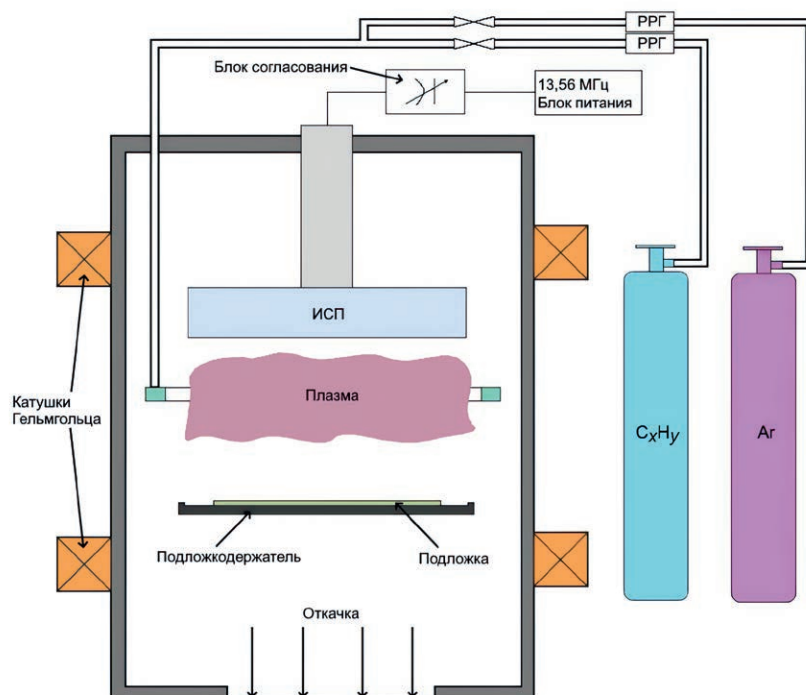 РРГ
РРГ
Блок согласования
13,56 МГц
Блок питания
ИСП
Плазма
Катушки
Гельмгольца
CxHy
Ar
Подложкодержатель
Подложка
Откачка